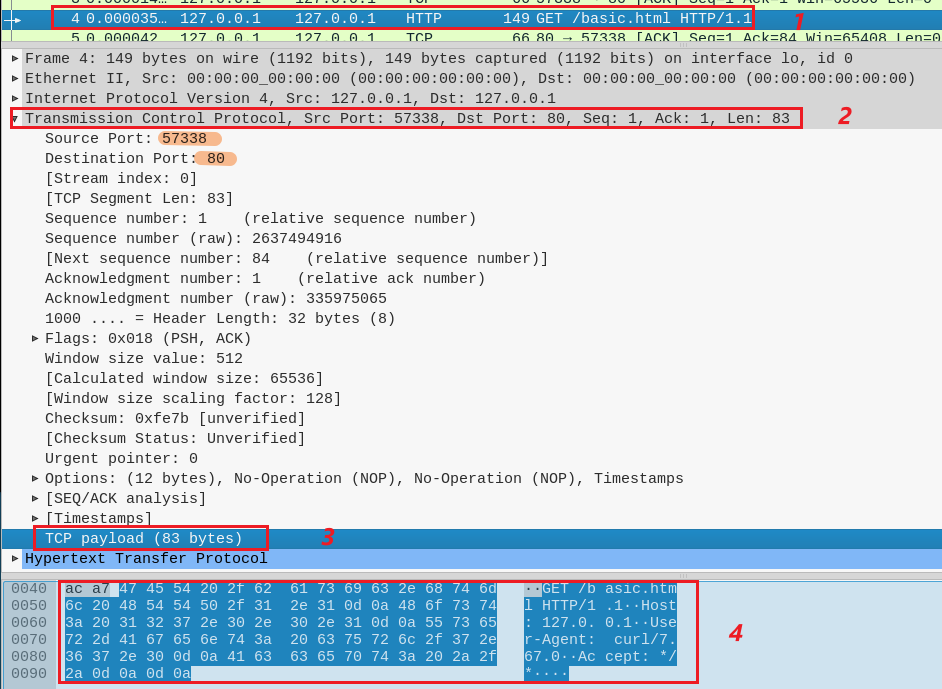 4 0.000035… 127.0.0.1 127.0.0.1 HTTP 149 GET /basic.html HTTP/1.1
1
5 0.000042 127.0.0.1 127.0.0.1 TCP 66 80 → 57338 [ACK] Seq=1 Ack=84 Win=65408 Len=0
Frame 4: 149 bytes on wire (1192 bits), 149 bytes captured (1192 bits) on interface lo, id 0
Ethernet II, Src: 00:00:00_00:00:00 (00:00:00:00:00:00), Dst: 00:00:00_00:00:00 (00:00:00:00:00:00)
Internet Protocol Version 4, Src: 127.0.0.1, Dst: 127.0.0.1
Transmission Control Protocol, Src Port: 57338, Dst Port: 80, Seq: 1, Ack: 1, Len: 83
2
Source Port: 57338
Destination Port: 80
[Stream index: 0]
[TCP Segment Len: 83]
Sequence number: 1 (relative sequence number)
Sequence number (raw): 2637494916
[Next sequence number: 84 (relative sequence number)]
Acknowledgment number: 1 (relative ack number)
Acknowledgment number (raw): 335975065
1000 .... = Header Length: 32 bytes (8)
Flags: 0x018 (PSH, ACK)
Window size value: 512
[Calculated window size: 65536]
[Window size scaling factor: 128]
Checksum: 0xfe7b [unverified]
[Checksum Status: Unverified]
Urgent pointer: 0
Options: (12 bytes), No-Operation (NOP), No-Operation (NOP), Timestamps
[SEQ/ACK analysis]
[Timestamps]
TCP payload (83 bytes)
3
Hypertext Transfer Protocol
0040 ac a7 47 45 54 20 2f 62 61 73 69 63 2e 68 74 6d ··GET /b asic.htm
0050 6c 20 48 54 54 50 2f 31 2e 31 0d 0a 48 6f 73 74 l HTTP/1 .1··Host
0060 3a 20 31 32 37 2e 30 2e 30 2e 31 0d 0a 55 73 65 : 127.0. 0.1··Use
0070 72 2d 41 67 65 6e 74 3a 20 63 75 72 6c 2f 37 2e r-Agent: curl/7.
0080 36 37 2e 30 0d 0a 41 63 63 65 70 74 3a 20 2a 2f 67.0··Ac cept: */
0090 2a 0d 0a 0d 0a *····
4